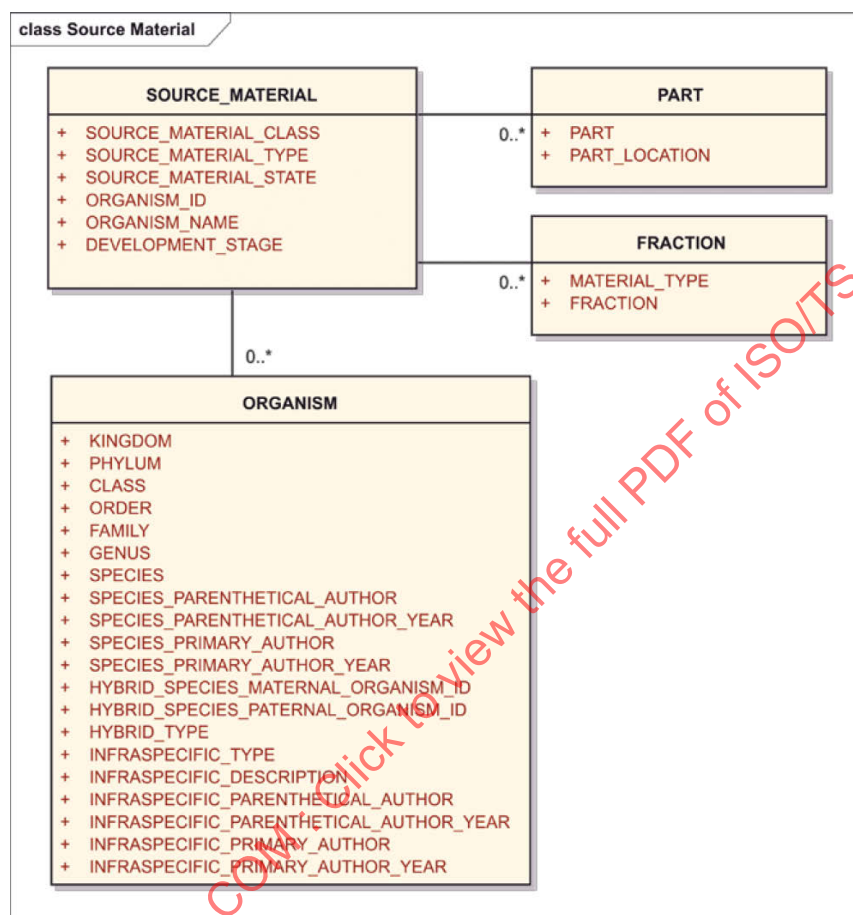 class Source Material
SOURCE_MATERIAL
+ SOURCE_MATERIAL_CLASS
+ SOURCE_MATERIAL_TYPE
+ SOURCE_MATERIAL_STATE
+ ORGANISM_ID
+ ORGANISM_NAME
+ DEVELOPMENT_STAGE
PART
0..*
+ PART
+ PART_LOCATION
FRACTION
0..*
+ MATERIAL_TYPE
+ FRACTION
0..*
ORGANISM
+ KINGDOM
+ PHYLUM
+ CLASS
+ ORDER
+ FAMILY
+ GENUS
+ SPECIES
+ SPECIES_PARENTHETICAL_AUTHOR
+ SPECIES_PARENTHETICAL_AUTHOR_YEAR
+ SPECIES_PRIMARY_AUTHOR
+ SPECIES_PRIMARY_AUTHOR_YEAR
+ HYBRID_SPECIES_MATERNAL_ORGANISM_ID
+ HYBRID_SPECIES_PATERNAL_ORGANISM_ID
+ HYBRID_TYPE
+ INFRASPECIFIC_TYPE
+ INFRASPECIFIC_DESCRIPTION
+ INFRASPECIFIC_PARENTHETICAL_AUTHOR
+ INFRASPECIFIC_PARENTHETICAL_AUTHOR_YEAR
+ INFRASPECIFIC_PRIMARY_AUTHOR
+ INFRASPECIFIC_PRIMARY_AUTHOR_YEAR
COM : Click to view the full PDF of ISO/TS